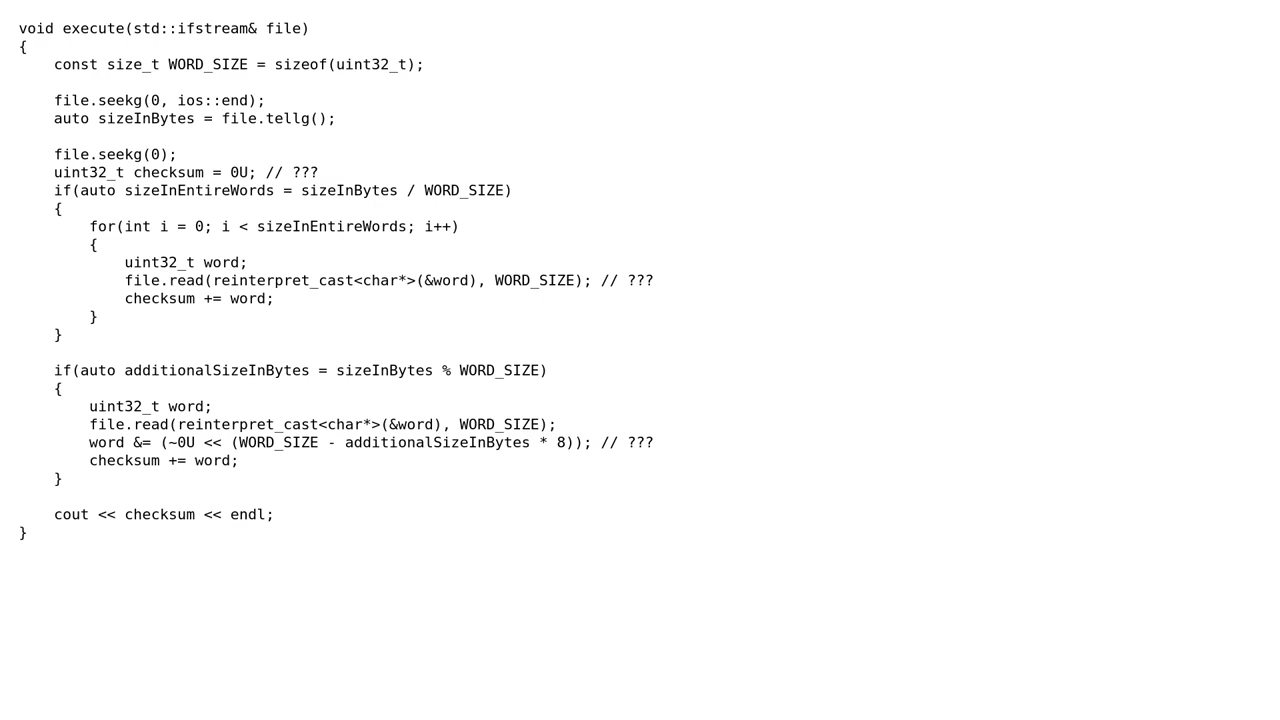 void execute(std::ifstream& file)
{
    const size_t WORD_SIZE = sizeof(uint32_t);

    file.seekg(0, ios::end);
    auto sizeInBytes = file.tellg();

    file.seekg(0);
    uint32_t checksum = 0U; // ???
    if(auto sizeInEntireWords = sizeInBytes / WORD_SIZE)
    {
        for(int i = 0; i < sizeInEntireWords; i++)
        {
            uint32_t word;
            file.read(reinterpret_cast<char*>(&word), WORD_SIZE); // ???
            checksum += word;
        }
    }

    if(auto additionalSizeInBytes = sizeInBytes % WORD_SIZE)
    {
        uint32_t word;
        file.read(reinterpret_cast<char*>(&word), WORD_SIZE);
        word &= (~0U << (WORD_SIZE - additionalSizeInBytes * 8)); // ???
        checksum += word;
    }

    cout << checksum << endl;
}